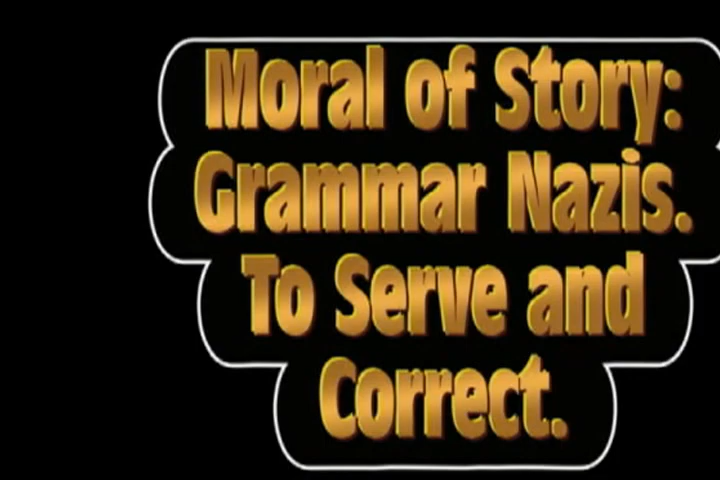 Moral of Story:
Grammar Nazis.
To Serve and
Correct.